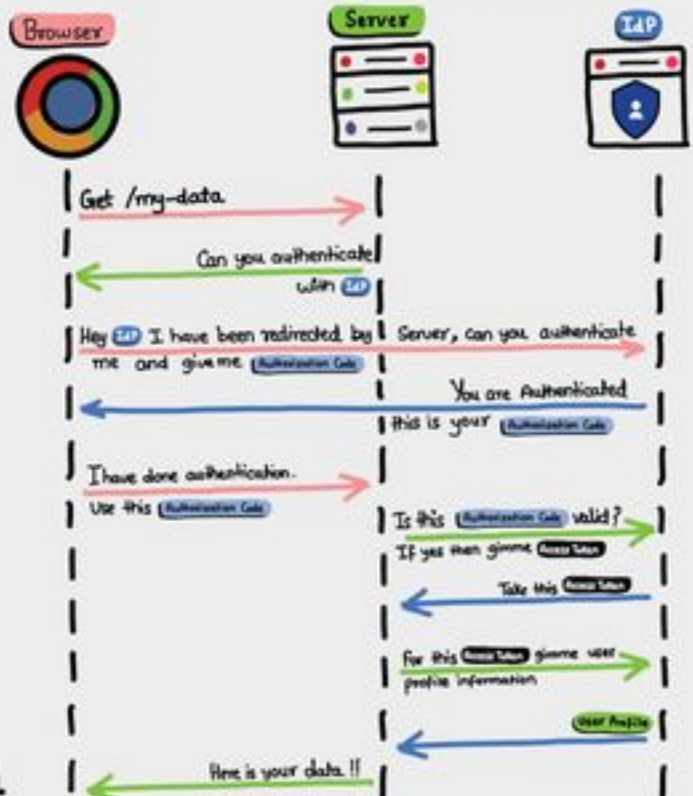 Browser
Server
IdP
Get /my-data
Can you authenticate
with IdP
Hey IdP I have been redirected by Server, can you authenticate
me and give me Authorization Code
You are Authenticated
this is your Authorization Code
I have done authentication.
Use this Authorization Code
Is this Authorization Code valid?
If yes then gimme Access Token
Take this Access Token
For this Access Token gimme user
profile information
User Profile
Here is your data !!